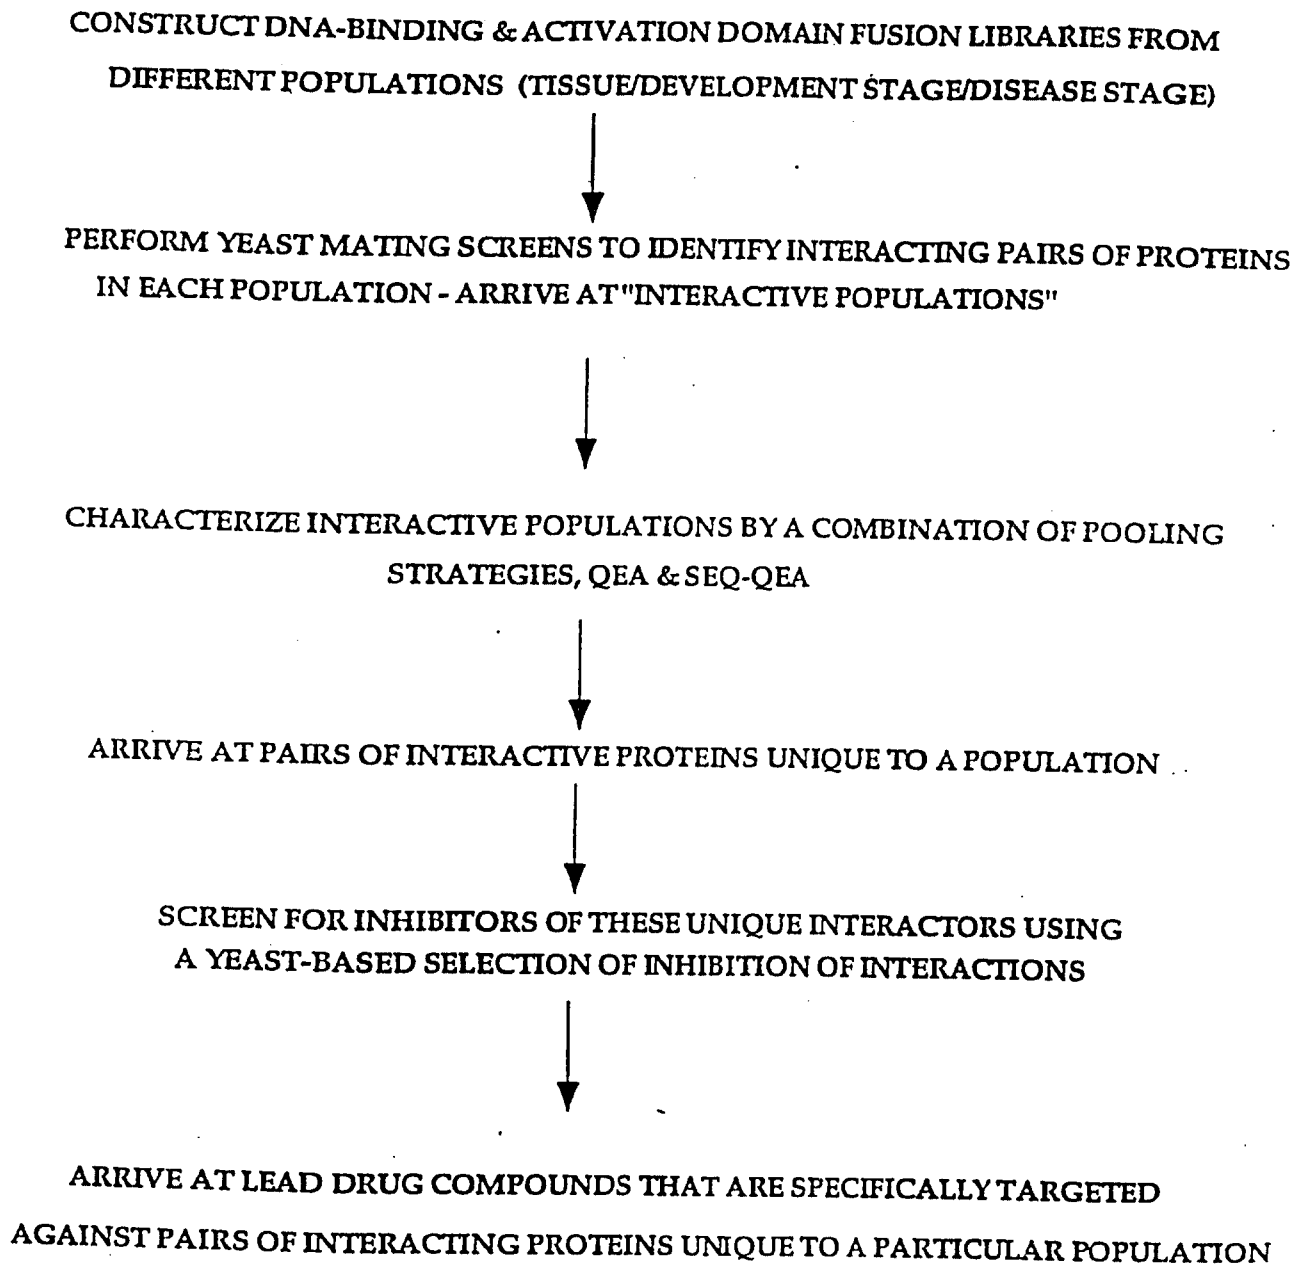 CONSTRUCT DNA-BINDING & ACTIVATION DOMAIN FUSION LIBRARIES FROM
DIFFERENT POPULATIONS (TISSUE/DEVELOPMENT STAGE/DISEASE STAGE)
PERFORM YEAST MATING SCREENS TO IDENTIFY INTERACTING PAIRS OF PROTEINS
IN EACH POPULATION - ARRIVE AT "INTERACTIVE POPULATIONS"
CHARACTERIZE INTERACTIVE POPULATIONS BY A COMBINATION OF POOLING
STRATEGIES, QEA & SEQ-QEA
ARRIVE AT PAIRS OF INTERACTIVE PROTEINS UNIQUE TO A POPULATION
SCREEN FOR INHIBITORS OF THESE UNIQUE INTERACTORS USING
A YEAST-BASED SELECTION OF INHIBITION OF INTERACTIONS
ARRIVE AT LEAD DRUG COMPOUNDS THAT ARE SPECIFICALLY TARGETED
AGAINST PAIRS OF INTERACTING PROTEINS UNIQUE TO A PARTICULAR POPULATION